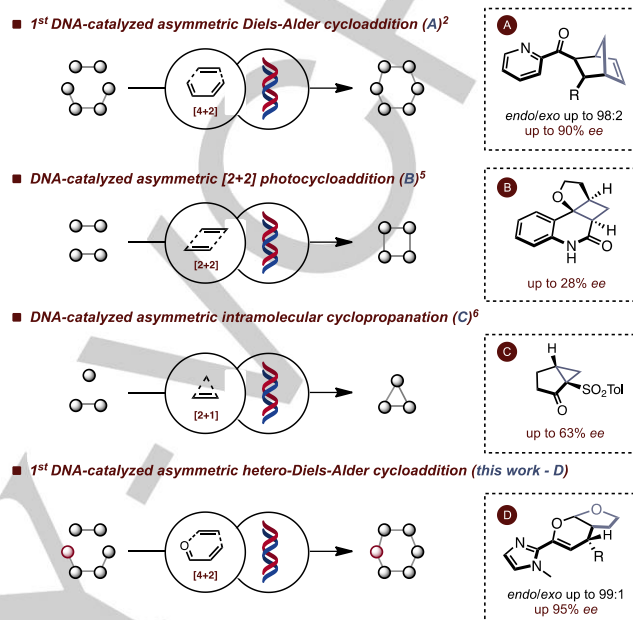 ■ 1st DNA-catalyzed asymmetric Diels-Alder cycloaddition (A)2
[4+2]
A
N
O
R
endo/exo up to 98:2
up to 90% ee
■ DNA-catalyzed asymmetric [2+2] photocycloaddition (B)5
[2+2]
B
O
H
H
N
H
O
up to 28% ee
■ DNA-catalyzed asymmetric intramolecular cyclopropanation (C)6
[2+1]
C
H
SO2Tol
O
up to 63% ee
■ 1st DNA-catalyzed asymmetric hetero-Diels-Alder cycloaddition (this work - D)
O
[4+2]
D
O
O
N
H
N
R
endo/exo up to 99:1
up 95% ee